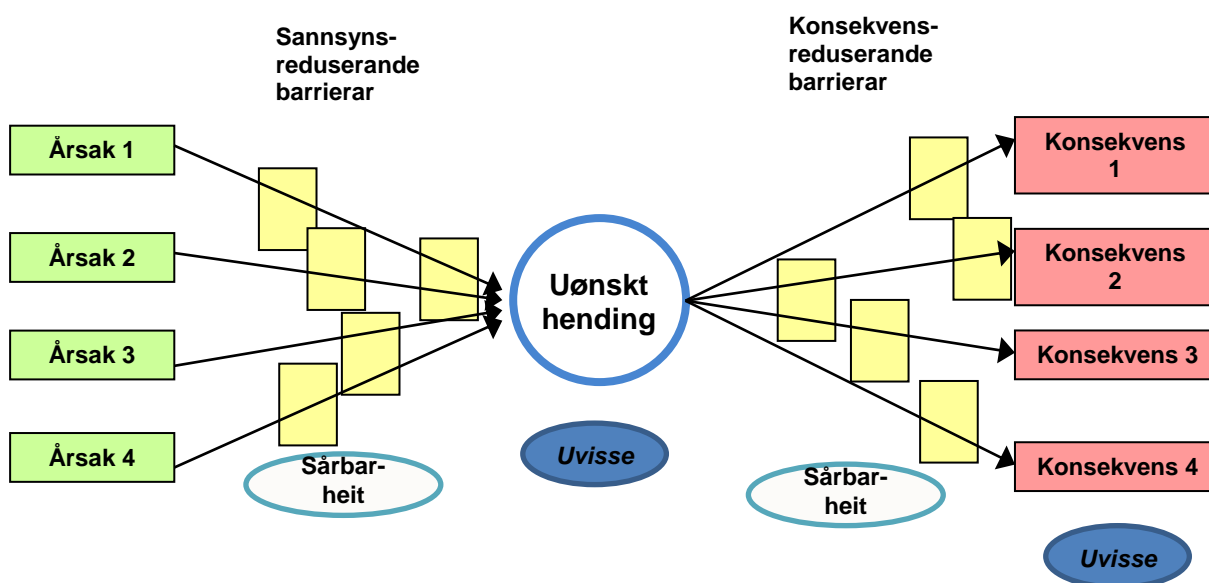 Sannsyns-
reduserande
barrierar
Konsekvens-
reduserande
barrierar
Årsak 1
Årsak 2
Årsak 3
Årsak 4
Uønskt
hending
Konsekvens
1
Konsekvens
2
Konsekvens 3
Konsekvens 4
Sårbar-
heit
Uvisse
Sårbar-
heit
Uvisse